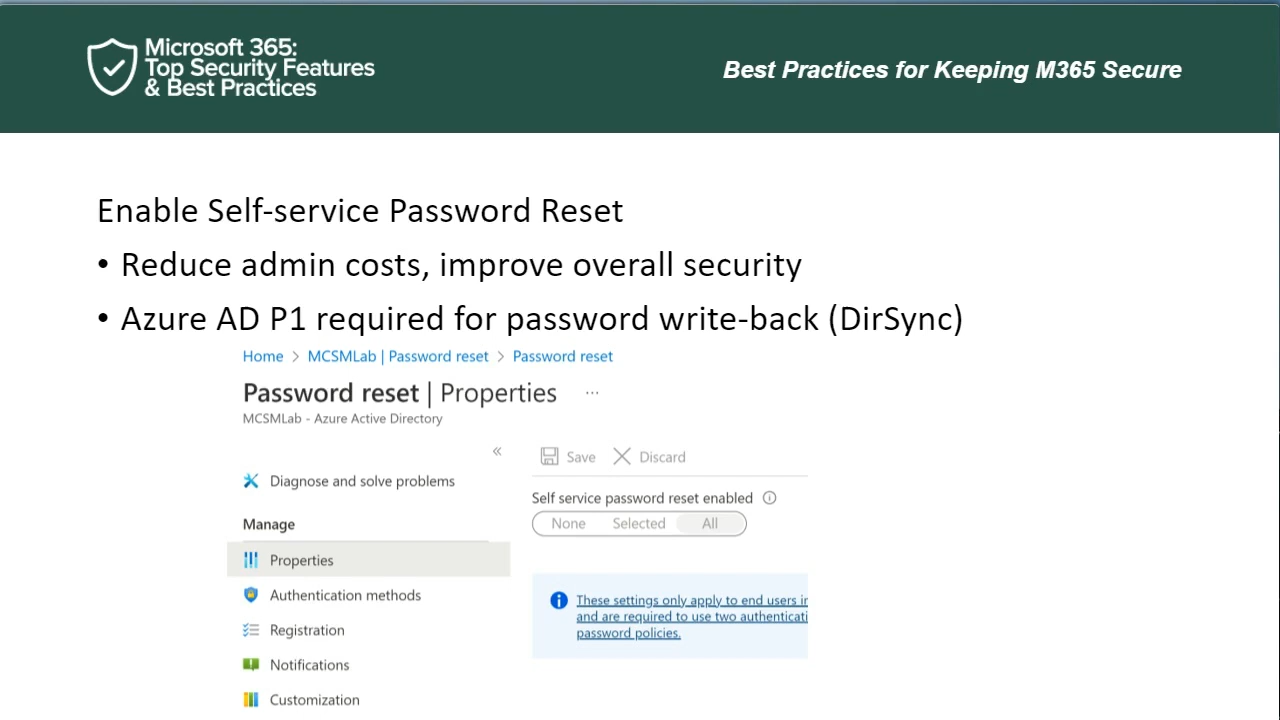 Microsoft 365:
Top Security Features
& Best Practices
Best Practices for Keeping M365 Secure
Enable Self-service Password Reset
• Reduce admin costs, improve overall security
• Azure AD P1 required for password write-back (DirSync)
Home > MCSMLab | Password reset > Password reset
Password reset | Properties ...
MCSMLab - Azure Active Directory
«
Diagnose and solve problems
Manage
Properties
Authentication methods
Registration
Notifications
Customization
Save Discard
Self service password reset enabled
None Selected All
These settings only apply to end users in
and are required to use two authenticati
password policies.